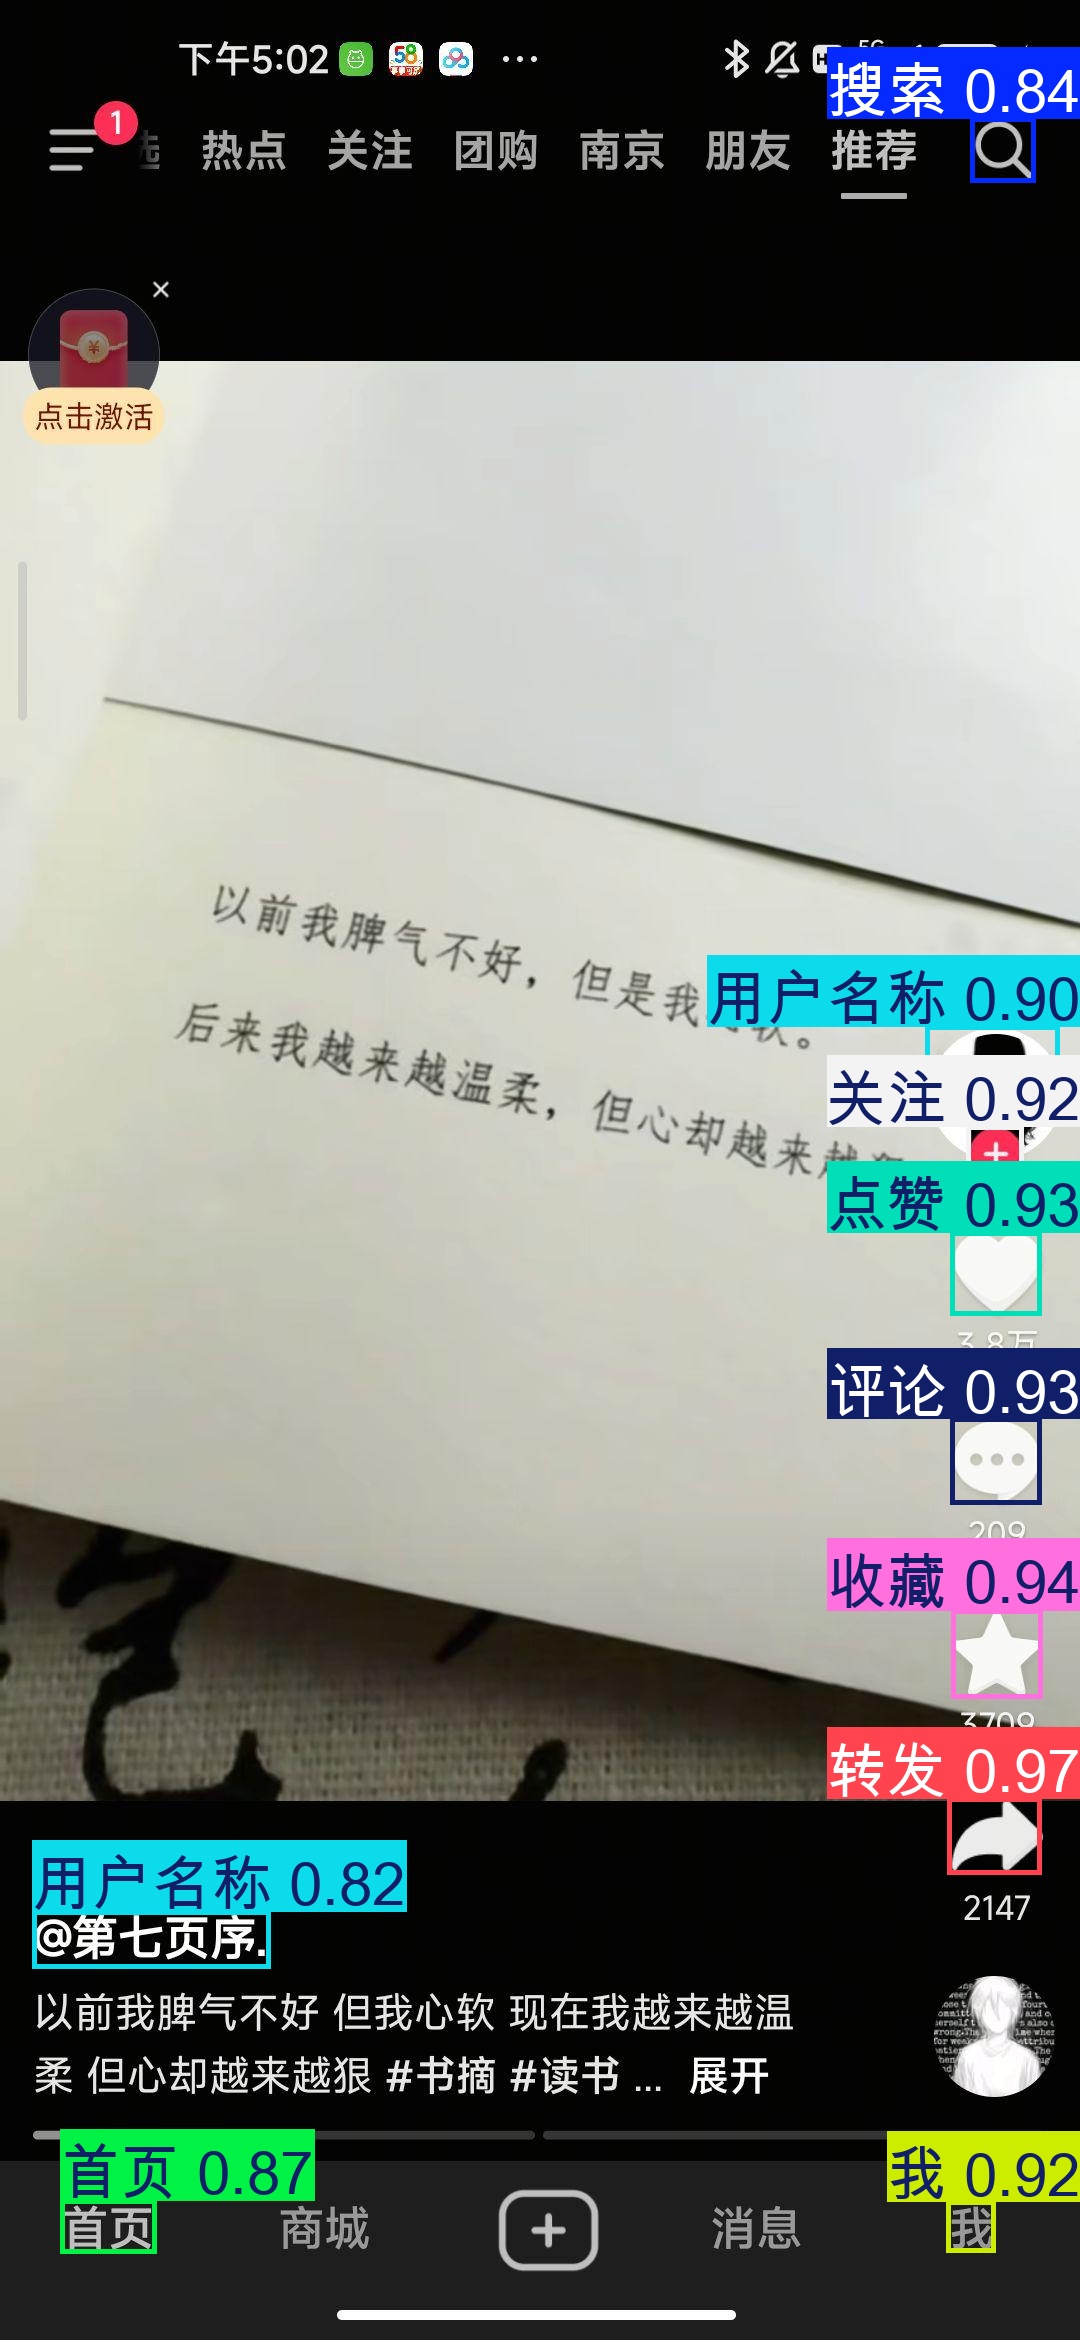 下午5:02
58
5G
搜索 0.84
1
选 热点 关注 团购 南京 朋友 推荐
点击激活
以前我脾气不好，但是我心软。
后来我越来越温柔，但心却越来越狠
用户名称 0.90
关注 0.92
点赞 0.93
3.8万
评论 0.93
209
收藏 0.94
3709
转发 0.97
2147
用户名称 0.82
@第七页序.
以前我脾气不好 但我心软 现在我越来越温
柔 但心却越来越狠 #书摘 #读书 ... 展开
首页 0.87
我 0.92
首页 商城 消息 我